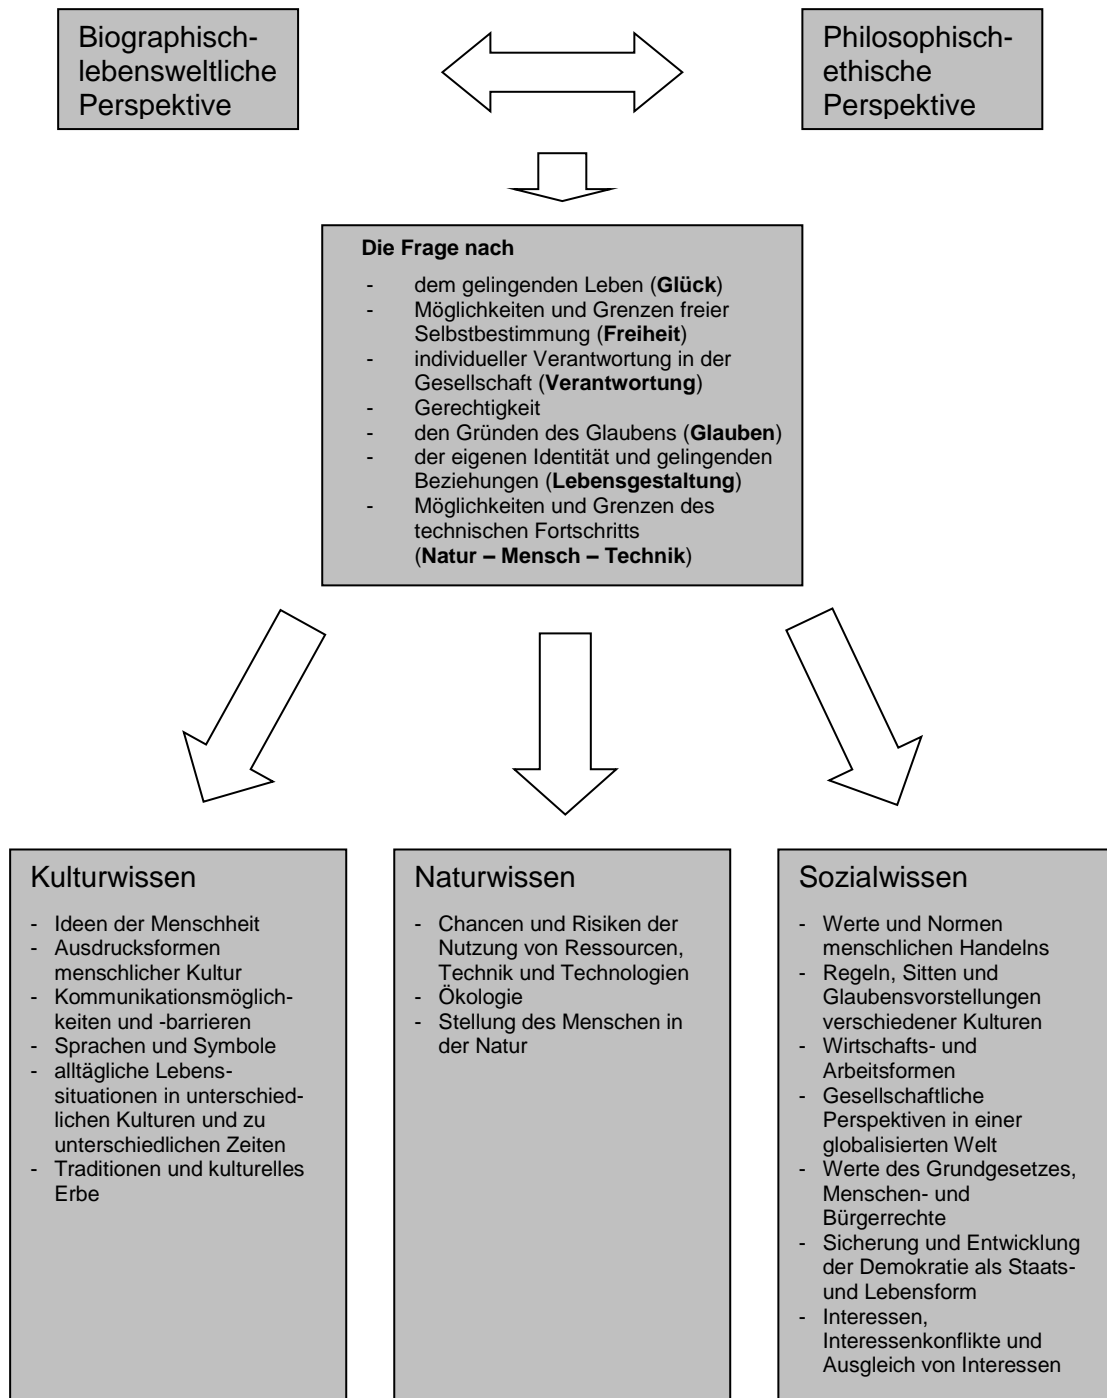 Biographisch-
lebensweltliche
Perspektive
Philosophisch-
ethische
Perspektive
Die Frage nach
- dem gelingenden Leben (Glück)
- Möglichkeiten und Grenzen freier
Selbstbestimmung (Freiheit)
- individueller Verantwortung in der
Gesellschaft (Verantwortung)
- Gerechtigkeit
- den Gründen des Glaubens (Glauben)
- der eigenen Identität und gelingenden
Beziehungen (Lebensgestaltung)
- Möglichkeiten und Grenzen des
technischen Fortschritts
(Natur – Mensch – Technik)
Kulturwissen
- Ideen der Menschheit
- Ausdrucksformen
menschlicher Kultur
- Kommunikationsmöglich-
keiten und -barrieren
- Sprachen und Symbole
- alltägliche Lebens-
situationen in unterschied-
lichen Kulturen und zu
unterschiedlichen Zeiten
- Traditionen und kulturelles
Erbe
Naturwissen
- Chancen und Risiken der
Nutzung von Ressourcen,
Technik und Technologien
- Ökologie
- Stellung des Menschen in
der Natur
Sozialwissen
- Werte und Normen
menschlichen Handelns
- Regeln, Sitten und
Glaubensvorstellungen
verschiedener Kulturen
- Wirtschafts- und
Arbeitsformen
- Gesellschaftliche
Perspektiven in einer
globalisierten Welt
- Werte des Grundgesetzes,
Menschen- und
Bürgerrechte
- Sicherung und Entwicklung
der Demokratie als Staats-
und Lebensform
- Interessen,
Interessenkonflikte und
Ausgleich von Interessen